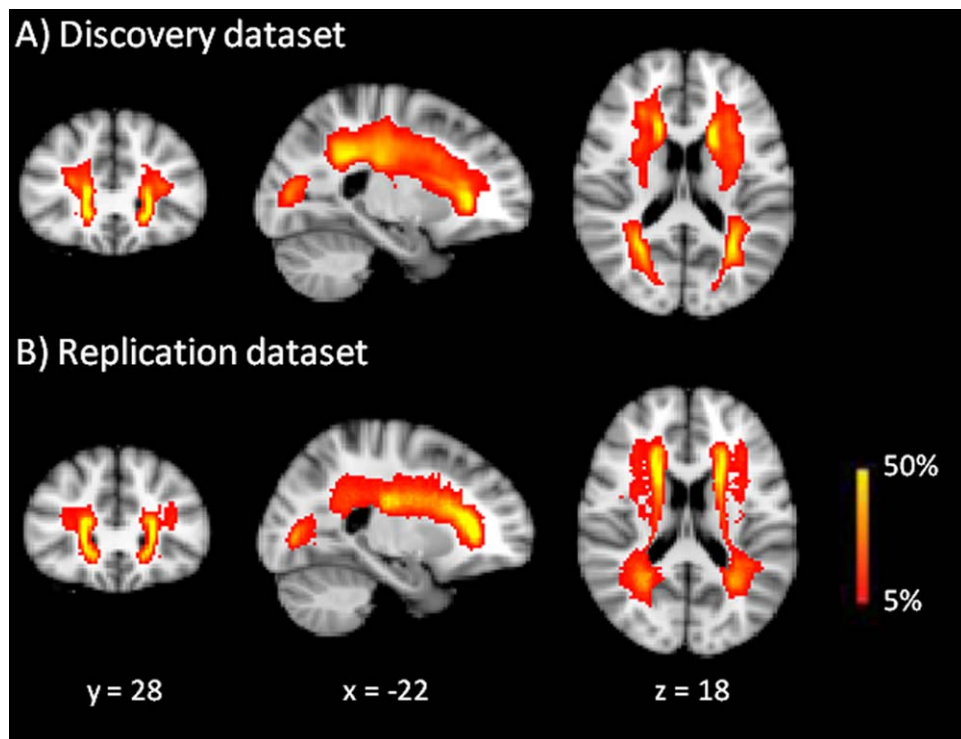 A) Discovery dataset
B) Replication dataset
50%
5%
y = 28
x = -22
z = 18